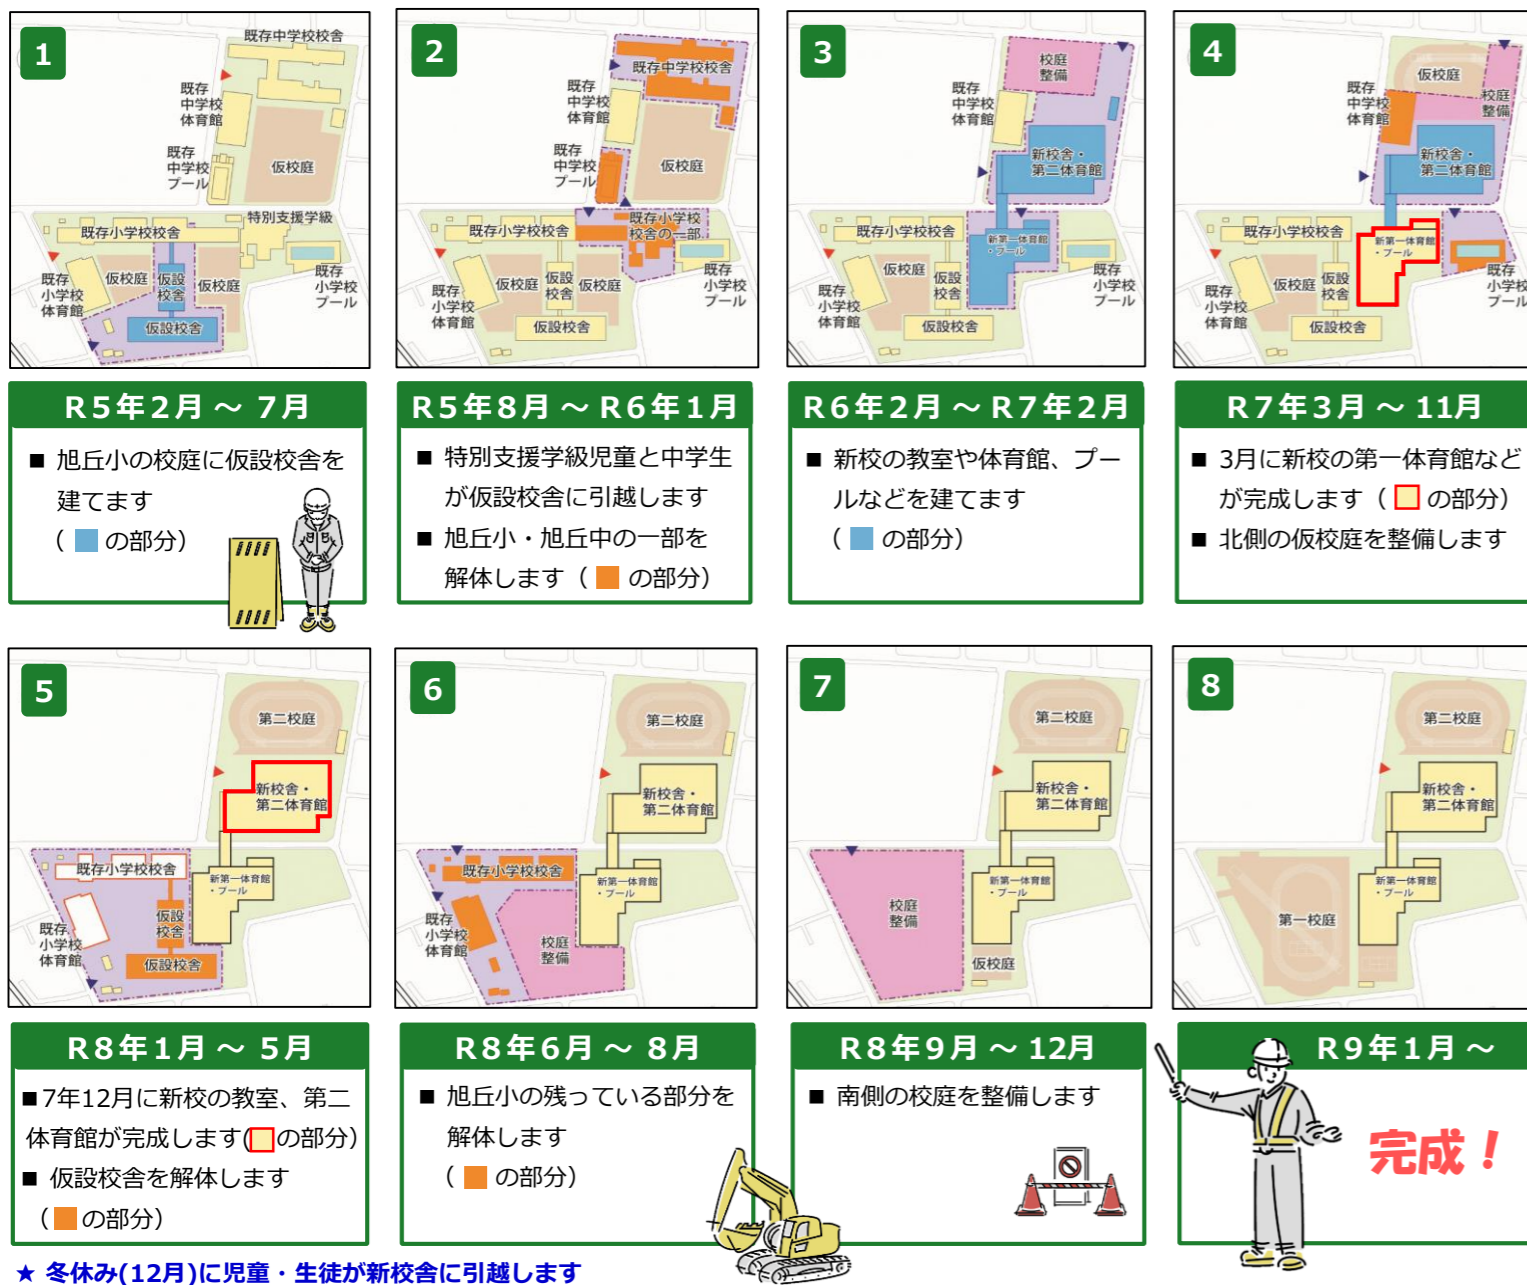 1
既存中学校校舎
既存
中学校
体育館
既存
中学校
プール
仮校庭
特別支援学級
既存小学校校舎
仮校庭
仮設
校舎
仮校庭
既存
小学校
体育館
既存
小学校
プール
仮設校舎
2
既存中学校校舎
既存
中学校
体育館
既存
中学校
プール
仮校庭
既存小学校
校舎の一部
既存小学校校舎
仮校庭
仮設
校舎
仮校庭
既存
小学校
体育館
既存
小学校
プール
仮設校舎
3
校庭
整備
既存
中学校
体育館
新校舎・
第二体育館
既存小学校校舎
新第一体育館
・プール
仮校庭
仮設
校舎
既存
小学校
体育館
既存
小学校
プール
仮設校舎
4
仮校庭
校庭
整備
既存
中学校
体育館
新校舎・
第二体育館
既存小学校校舎
新第一体育館
・プール
仮校庭
仮設
校舎
既存
小学校
体育館
既存
小学校
プール
仮設校舎
R5年2月 ～ 7月
■ 旭丘小の校庭に仮設校舎を
建てます
（ の部分）
R5年8月 ～ R6年1月
■ 特別支援学級児童と中学生
が仮設校舎に引越します
■ 旭丘小・旭丘中の一部を
解体します（ の部分）
R6年2月 ～ R7年2月
■ 新校の教室や体育館、プー
ルなどを建てます
（ の部分）
R7年3月 ～ 11月
■ 3月に新校の第一体育館など
が完成します（ の部分）
■ 北側の仮校庭を整備します
5
第二校庭
新校舎・
第二体育館
既存小学校校舎
新第一体育館
・プール
仮設
校舎
既存
小学校
体育館
仮設校舎
6
第二校庭
新校舎・
第二体育館
既存小学校校舎
新第一体育館
・プール
既存
小学校
体育館
校庭
整備
7
第二校庭
新校舎・
第二体育館
新第一体育館
・プール
校庭
整備
仮校庭
8
第二校庭
新校舎・
第二体育館
新第一体育館
・プール
第一校庭
R8年1月 ～ 5月
■7年12月に新校の教室、第二
体育館が完成します( の部分)
■ 仮設校舎を解体します
（ の部分）
R8年6月 ～ 8月
■ 旭丘小の残っている部分を
解体します
（ の部分）
R8年9月 ～ 12月
■ 南側の校庭を整備します
R9年1月 ～
完成！
★ 冬休み(12月)に児童・生徒が新校舎に引越します